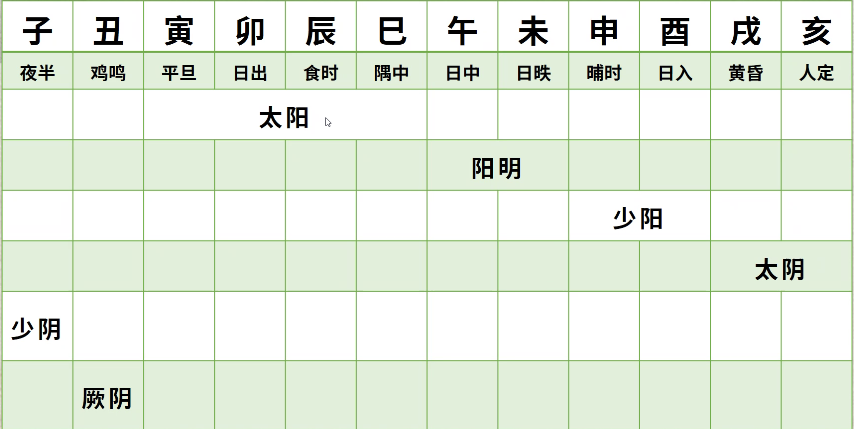 子 丑 寅 卯 辰 巳 午 未 申 酉 戌 亥
夜半 鸡鸣 平旦 日出 食时 隅中 日中 日昳 晡时 日入 黄昏 人定
太阳
阳明
少阳
太阴
少阴
厥阴